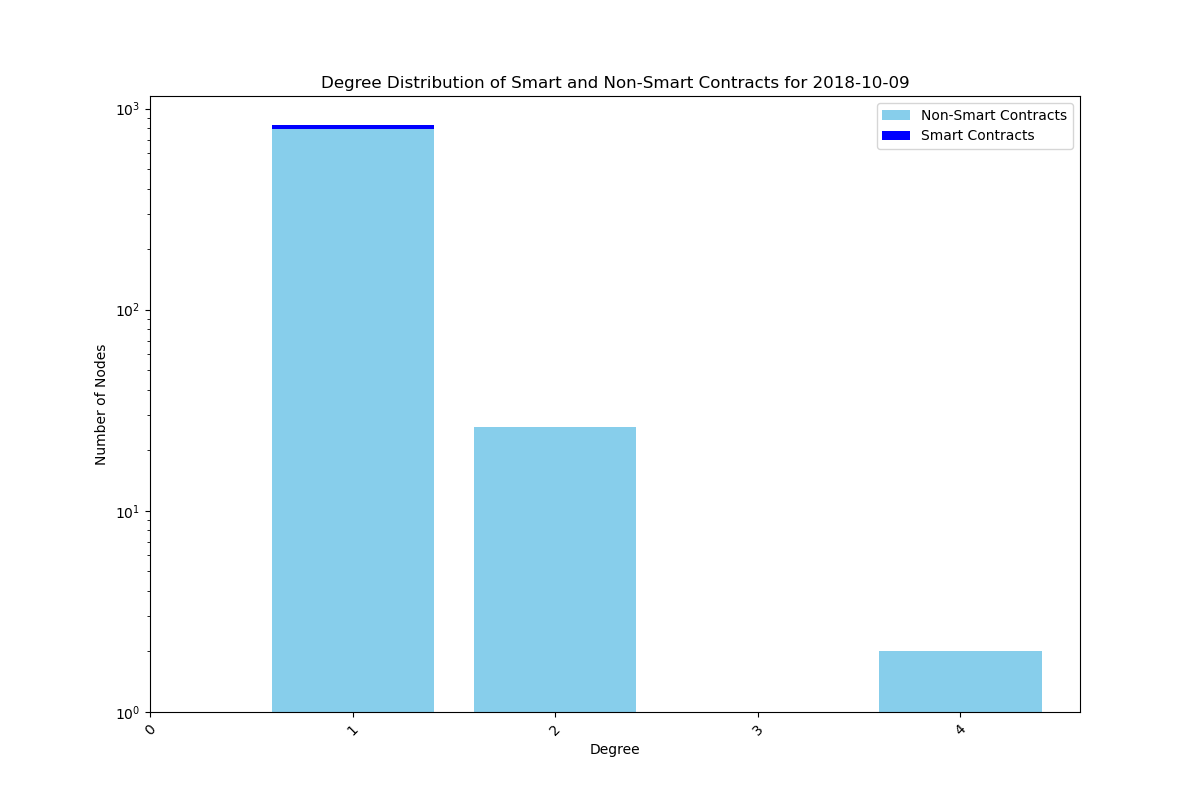 Degree Distribution of Smart and Non-Smart Contracts for 2018-10-09
Non-Smart Contracts
Smart Contracts
Number of Nodes
10³
10²
10¹
10⁰
0 1 2 3 4
Degree